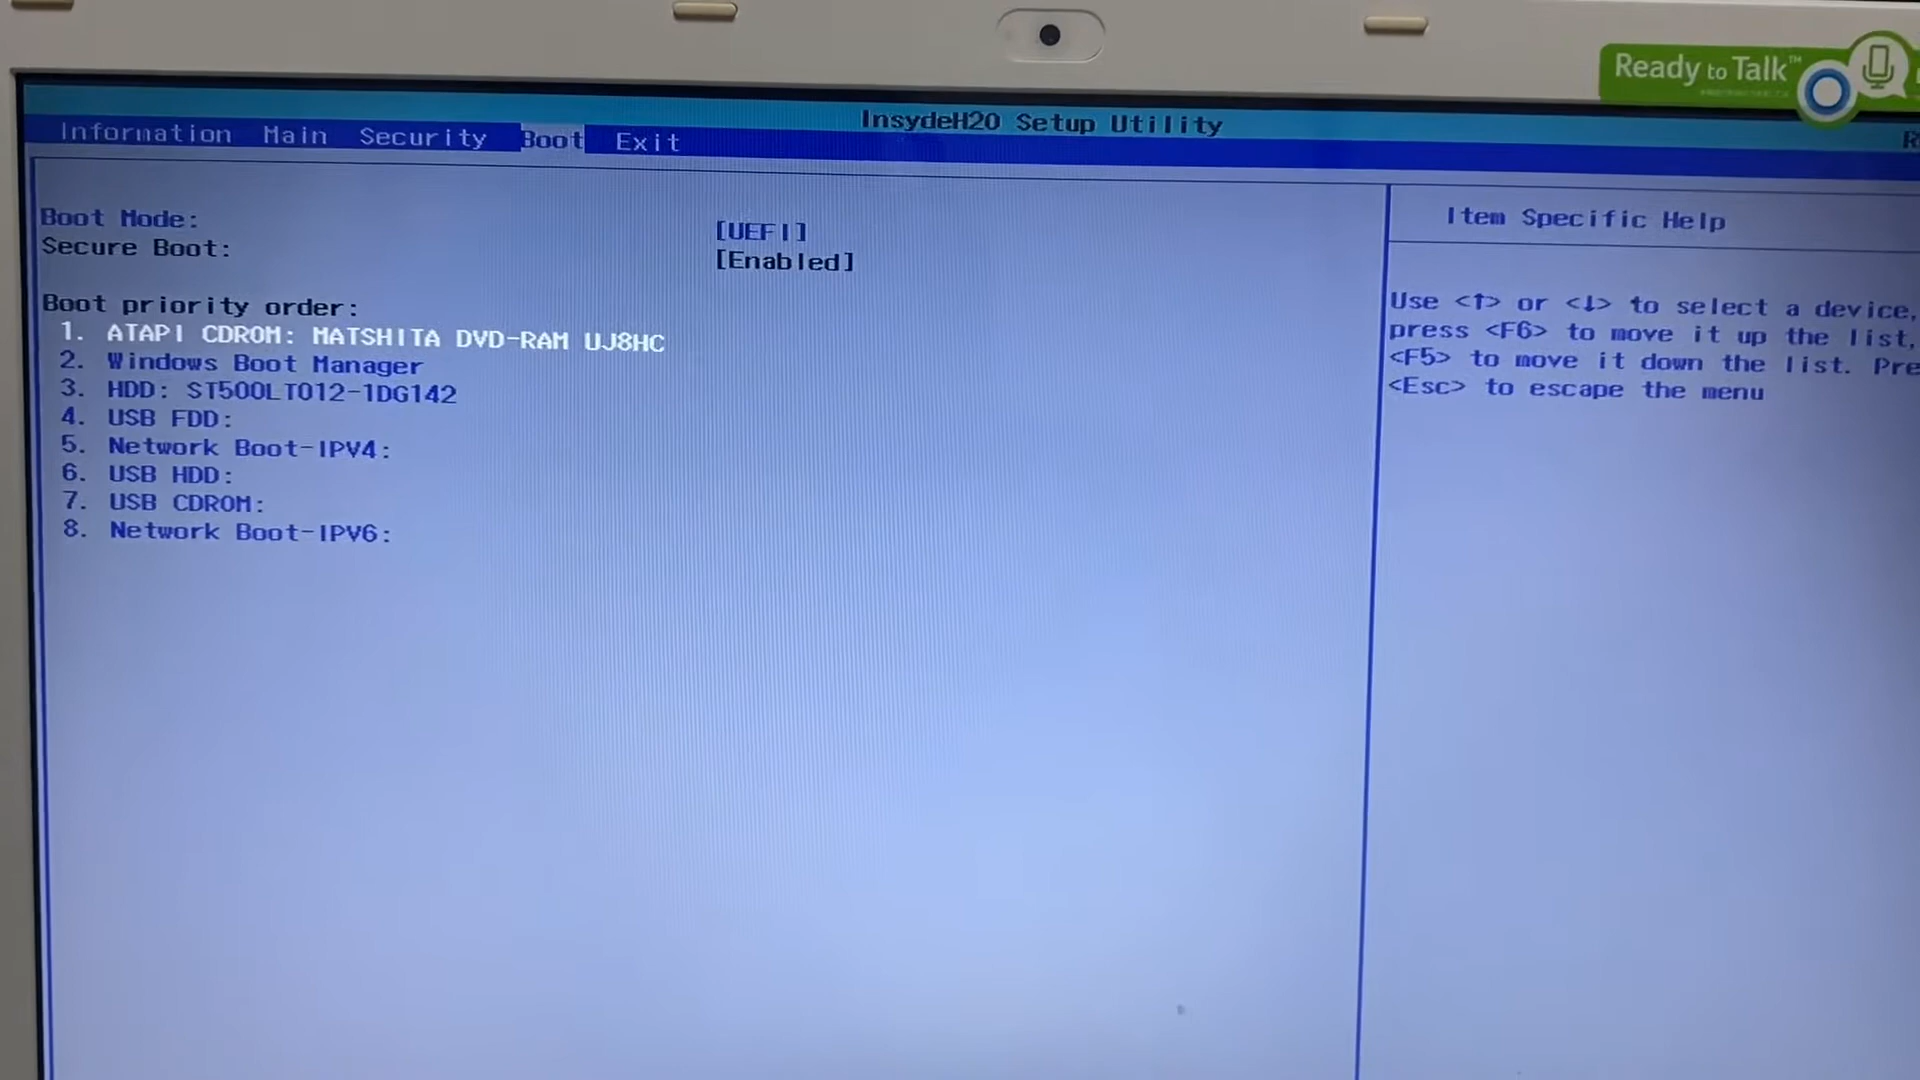 Ready to Talk™
InsydeH20 Setup Utility
Information Main Security Boot Exit
Boot Mode: [UEFI]
Secure Boot: [Enabled]
Boot priority order:
1. ATAPI CDROM: MATSHITA DVD-RAM UJ8HC
2. Windows Boot Manager
3. HDD: ST500LT012-1DG142
4. USB FDD:
5. Network Boot-IPV4:
6. USB HDD:
7. USB CDROM:
8. Network Boot-IPV6:
Item Specific Help
Use <↑> or <↓> to select a device,
press <F6> to move it up the list,
<F5> to move it down the list. Pre
<Esc> to escape the menu